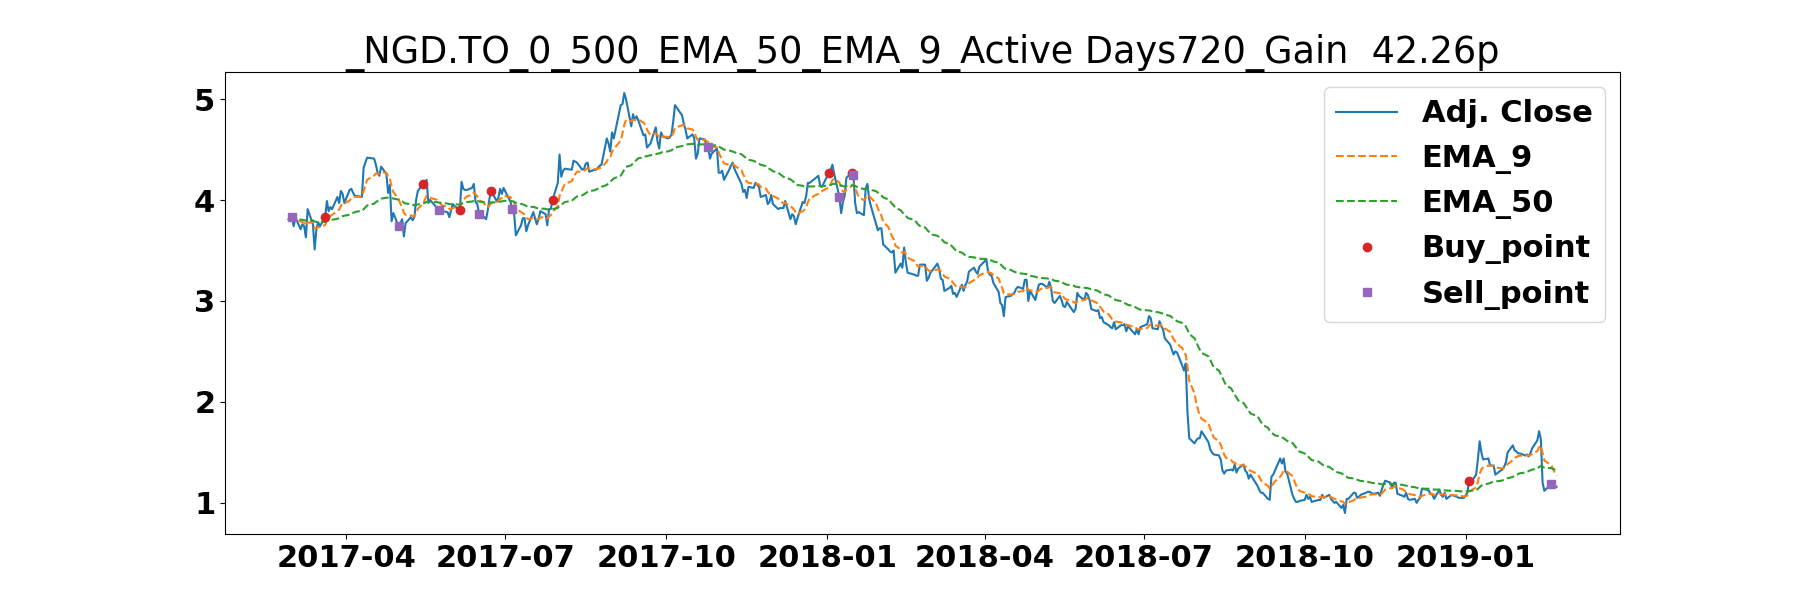 _NGD.TO_0_500_EMA_50_EMA_9_Active Days720_Gain  42.26p
5
4
3
2
1
Adj. Close
EMA_9
EMA_50
Buy_point
Sell_point
2017-04 2017-07 2017-10 2018-01 2018-04 2018-07 2018-10 2019-01